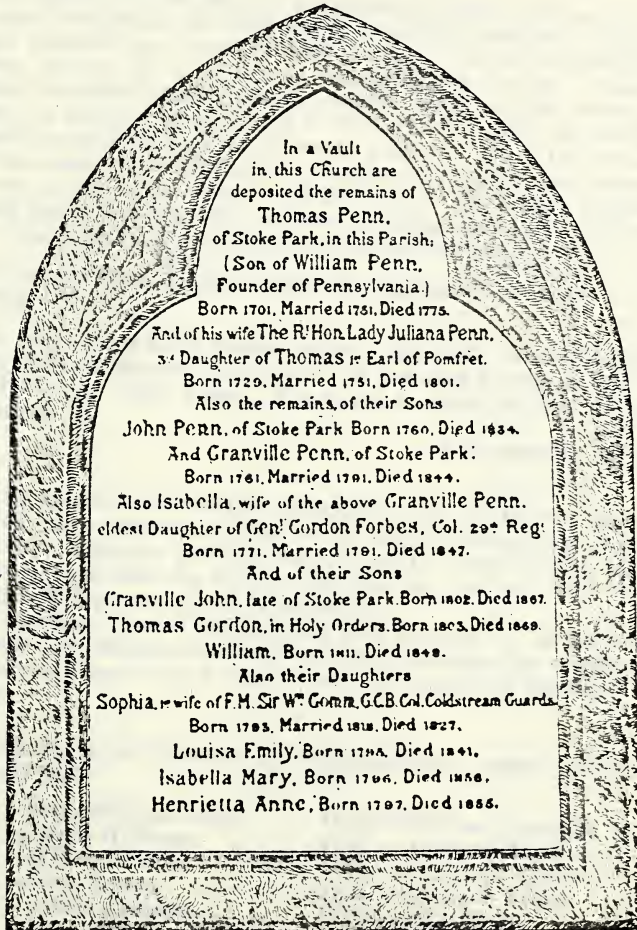 In a Vault
in this Church are
deposited the remains of
Thomas Penn,
of Stoke Park, in this Parish;
(Son of William Penn,
Founder of Pennsylvania.)
Born 1701, Married 1751, Died 1775.
And of his wife The Rt. Hon. Lady Juliana Penn,
3d Daughter of Thomas 1st Earl of Pomfret.
Born 1729, Married 1751, Died 1801.
Also the remains, of their Sons
John Penn, of Stoke Park Born 1760, Died 1834.
And Granville Penn, of Stoke Park:
Born 1761, Married 1791, Died 1844.
Also Isabella, wife of the above Granville Penn.
eldest Daughter of Genl. Gordon Forbes, Col. 29th Regt.
Born 1771, Married 1791, Died 1847.
And of their Sons
Granville John, late of Stoke Park. Born 1802. Died 1867.
Thomas Gordon, in Holy Orders. Born 1803, Died 1869.
William, Born 1811, Died 1848.
Also their Daughters
Sophia, 1st wife of F.M. Sir Wm. Gomm, G.C.B. Col. Coldstream Guards
Born 1793, Married 1818, Died 1827.
Louisa Emily, Born 1795, Died 1841,
Isabella Mary, Born 1796, Died 1856,
Henrietta Anne, Born 1797, Died 1855.